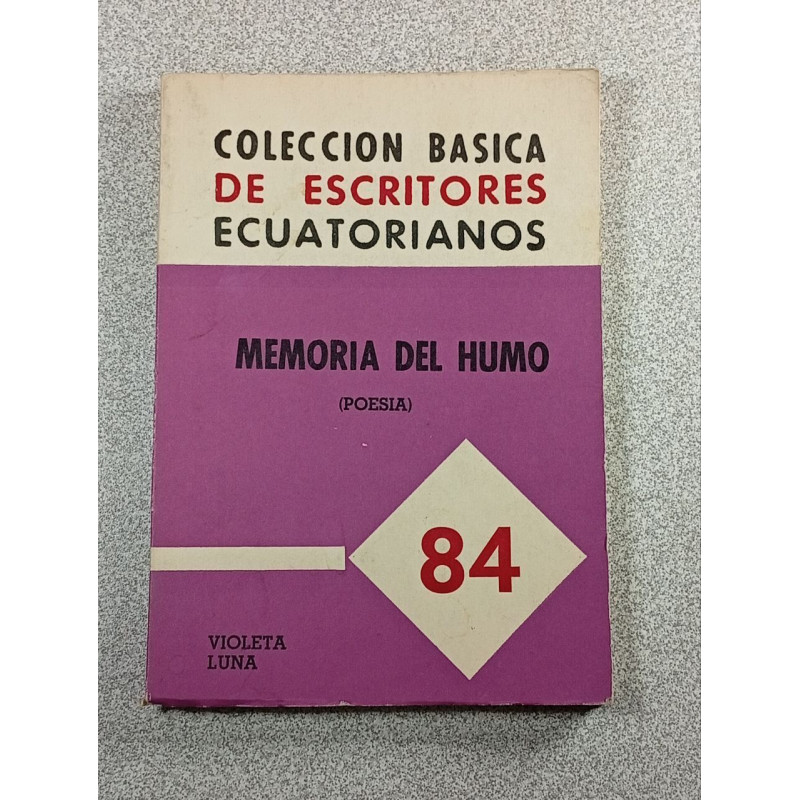 COLECCION BASICA
DE ESCRITORES
ECUATORIANOS
MEMORIA DEL HUMO
(POESIA)
84
VIOLETA
LUNA